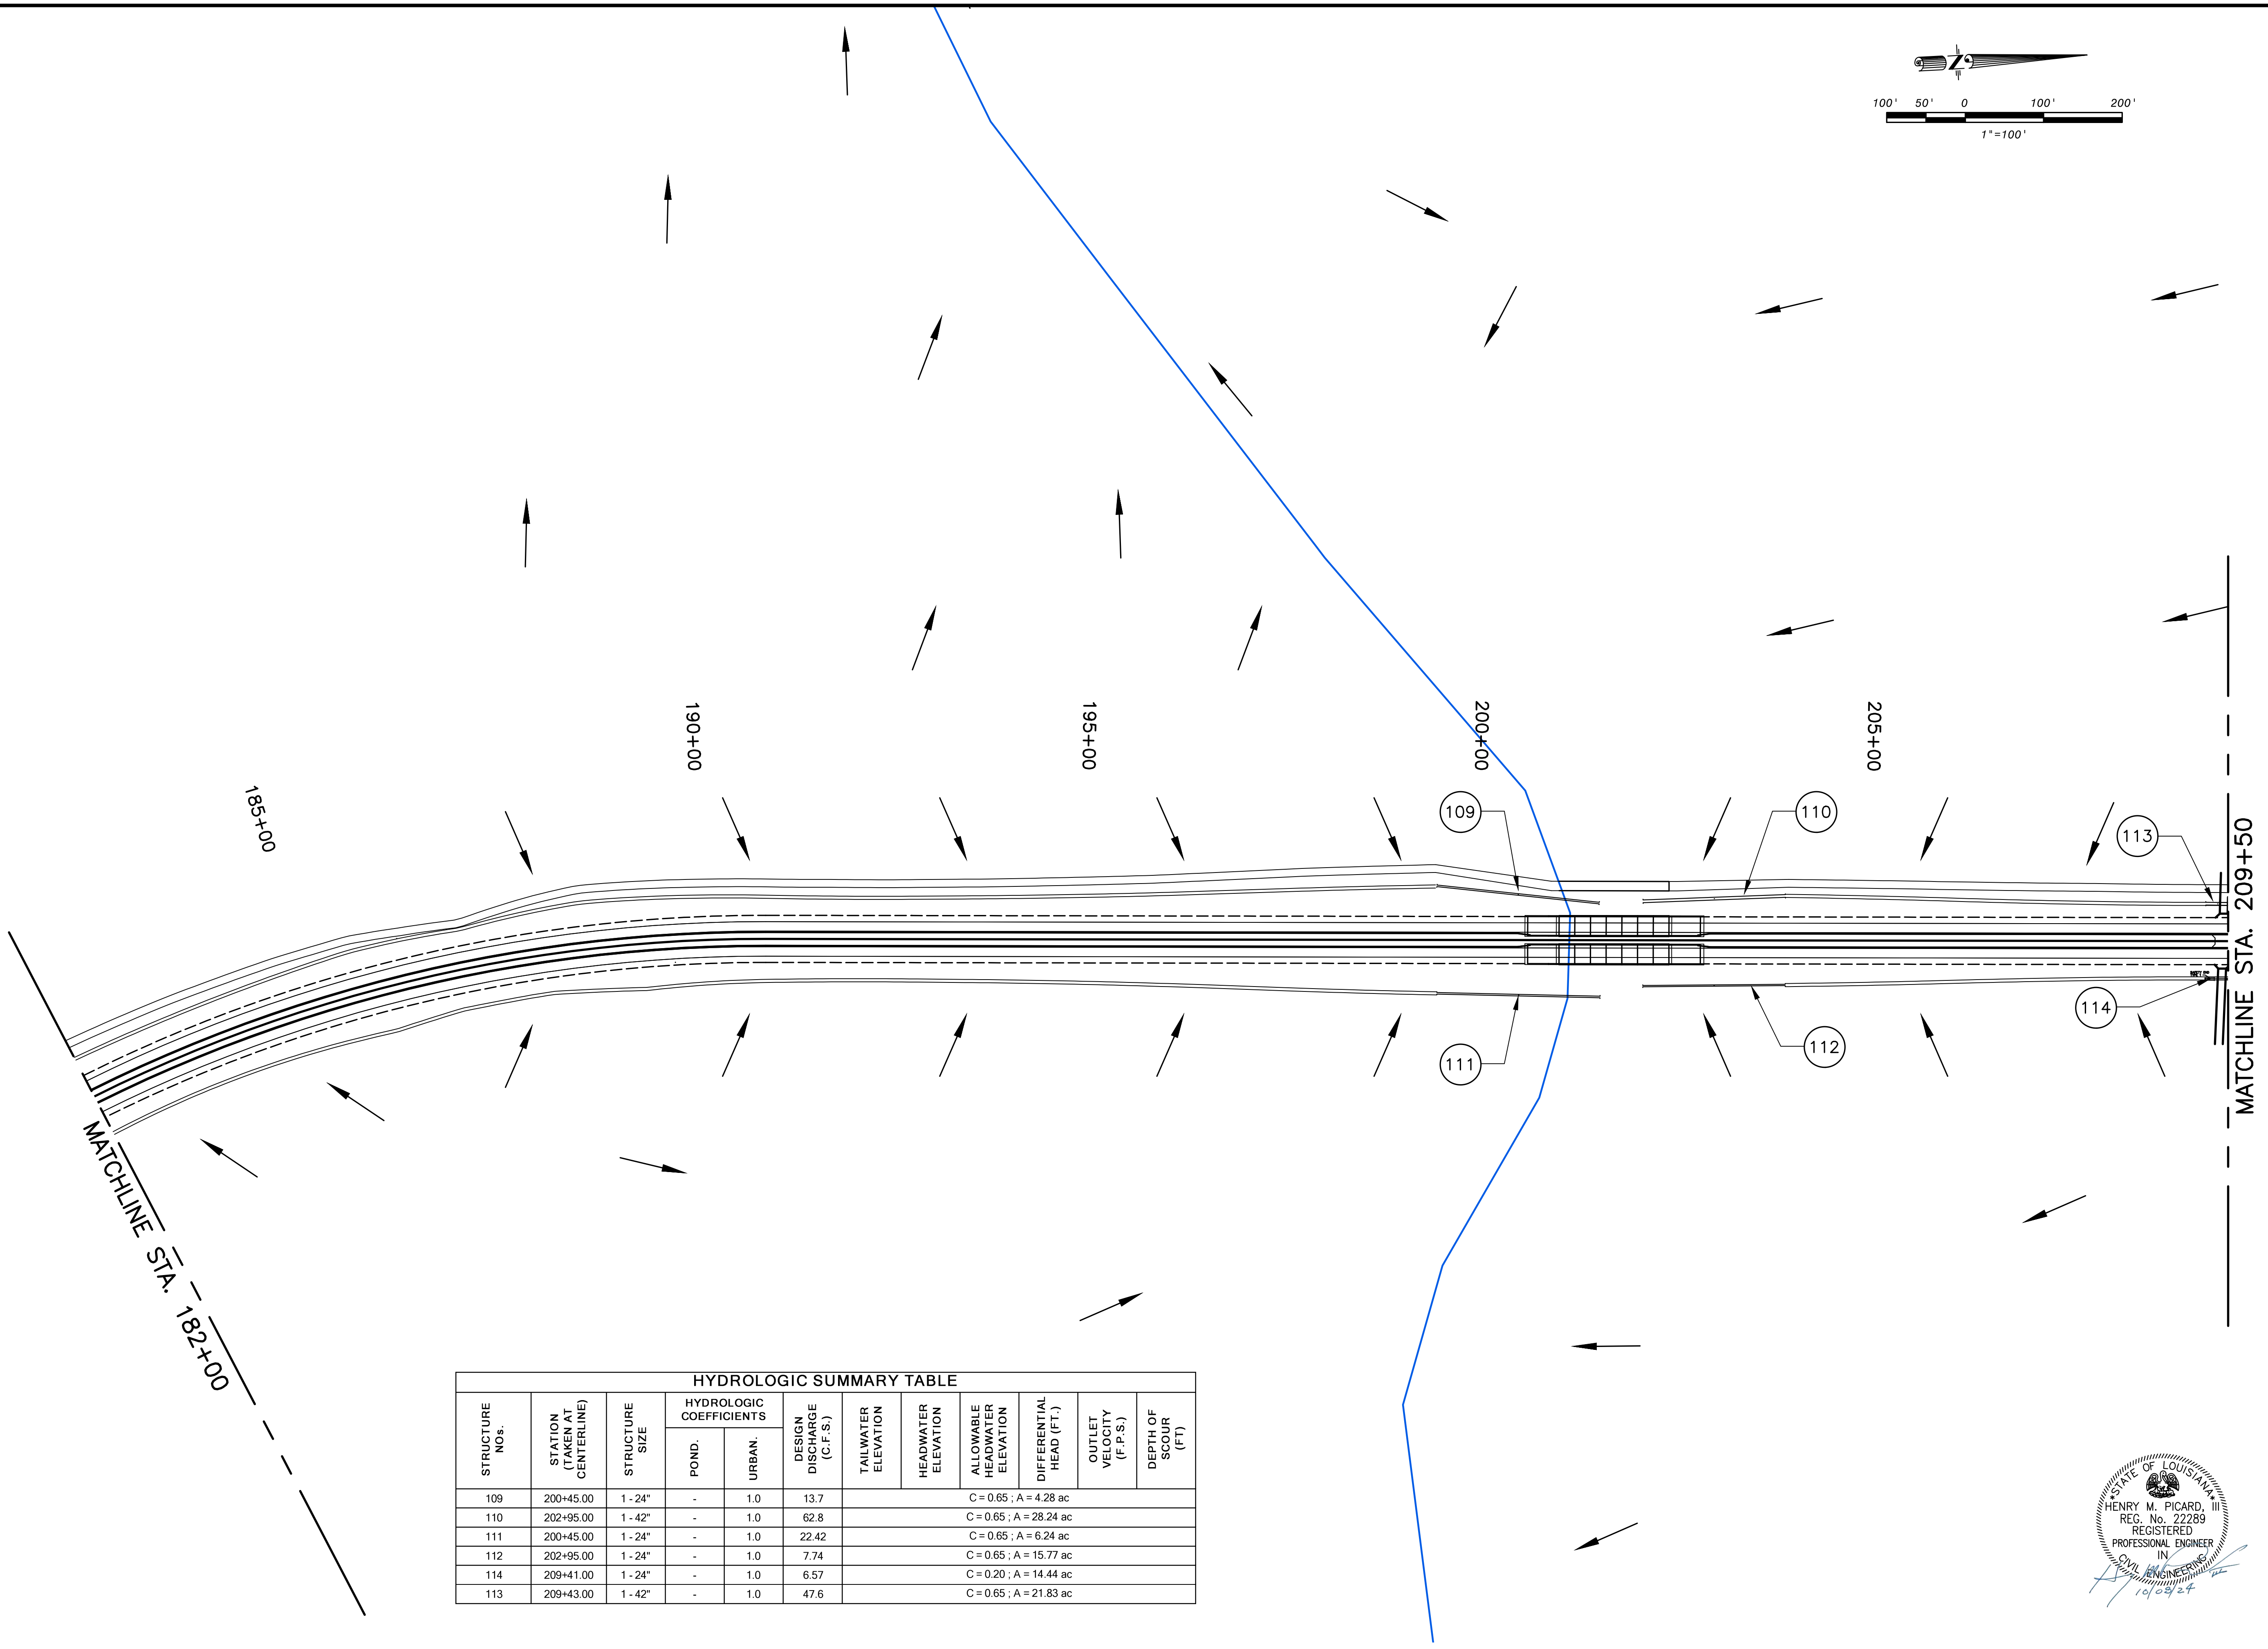 N
100' 50' 0 100' 200'
1"=100'
185+00
190+00
195+00
200+00
205+00
109
110
113
111
112
114
MATCHLINE STA. 209+50
MATCHLINE STA. 182+00
HYDROLOGIC SUMMARY TABLE
STRUCTURE NOs.
STATION (TAKEN AT CENTERLINE)
STRUCTURE SIZE
HYDROLOGIC COEFFICIENTS
POND.
URBAN.
DESIGN DISCHARGE (C.F.S.)
TAILWATER ELEVATION
HEADWATER ELEVATION
ALLOWABLE HEADWATER ELEVATION
DIFFERENTIAL HEAD (FT.)
OUTLET VELOCITY (F.P.S.)
DEPTH OF SCOUR (FT)
109 200+45.00 1 - 24" - 1.0 13.7 C = 0.65 ; A = 4.28 ac
110 202+95.00 1 - 42" - 1.0 62.8 C = 0.65 ; A = 28.24 ac
111 200+45.00 1 - 24" - 1.0 22.42 C = 0.65 ; A = 6.24 ac
112 202+95.00 1 - 24" - 1.0 7.74 C = 0.65 ; A = 15.77 ac
114 209+41.00 1 - 24" - 1.0 6.57 C = 0.20 ; A = 14.44 ac
113 209+43.00 1 - 42" - 1.0 47.6 C = 0.65 ; A = 21.83 ac
*STATE OF LOUISIANA*
HENRY M. PICARD, III
REG. No. 22289
REGISTERED
PROFESSIONAL ENGINEER
IN
CIVIL ENGINEERING
10/03/24